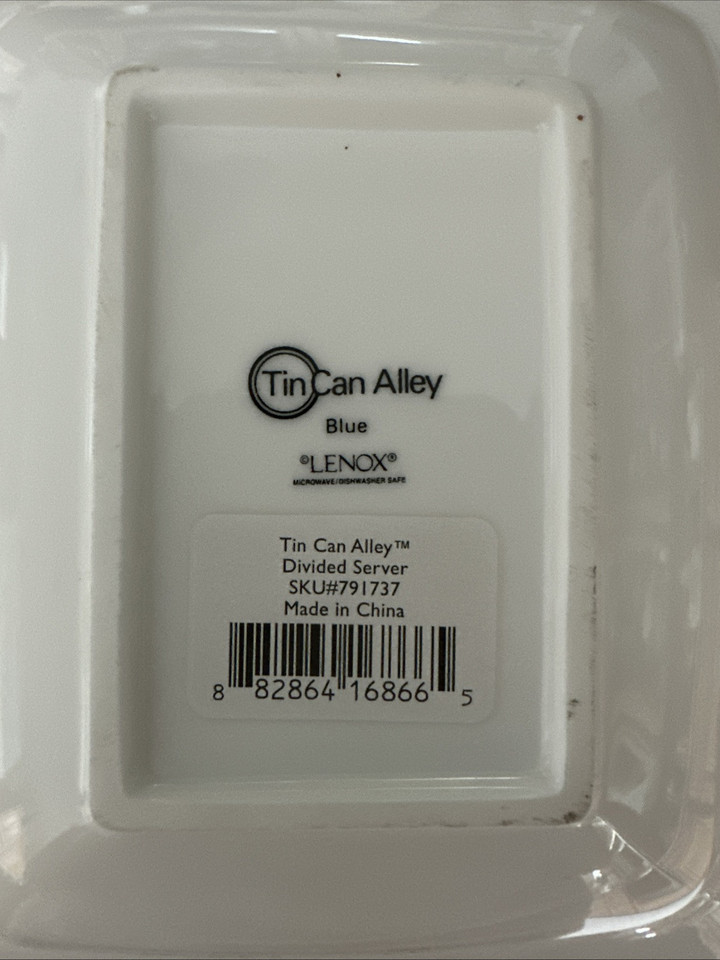 Tin Can Alley
Blue
©LENOX®
MICROWAVE/DISHWASHER SAFE
Tin Can Alley™
Divided Server
SKU#791737
Made in China
8 82864 16866 5